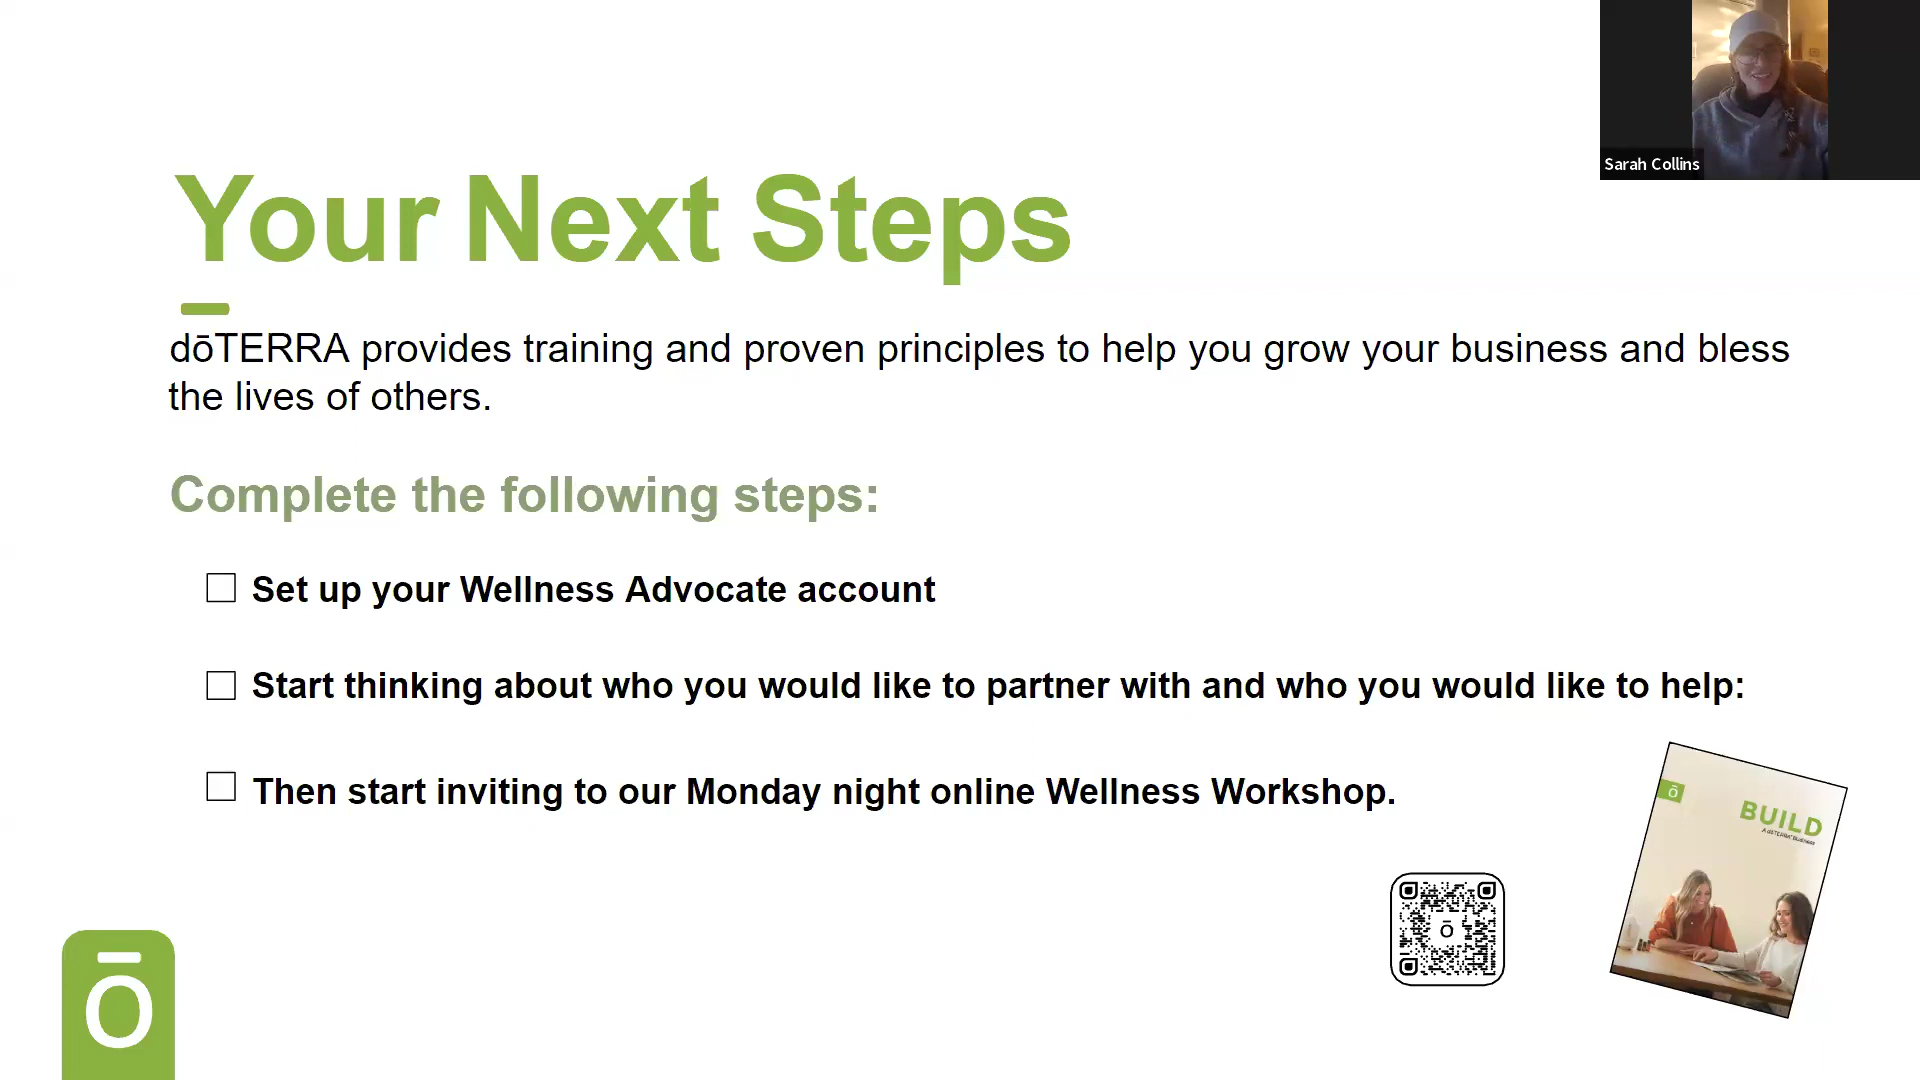 Sarah Collins
Your Next Steps
dōTERRA provides training and proven principles to help you grow your business and bless
the lives of others.
Complete the following steps:
Set up your Wellness Advocate account
Start thinking about who you would like to partner with and who you would like to help:
Then start inviting to our Monday night online Wellness Workshop.
ō
BUILD
A dōTERRA Business
ō
ō